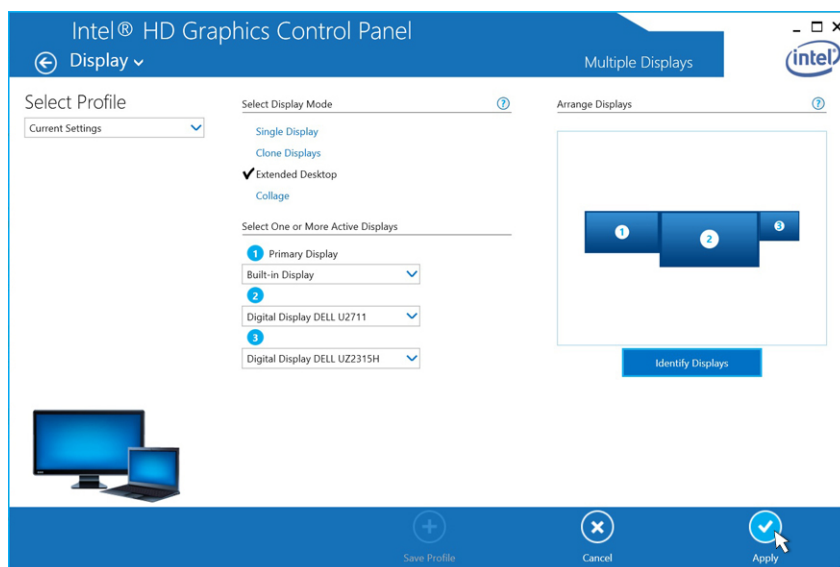 Intel® HD Graphics Control Panel
Display
Multiple Displays
intel
Select Profile
Current Settings
Select Display Mode
?
Single Display
Clone Displays
Extended Desktop
Collage
Select One or More Active Displays
1 Primary Display
Built-in Display
2
Digital Display DELL U2711
3
Digital Display DELL UZ2315H
Arrange Displays
?
1
2
3
Identify Displays
Save Profile
Cancel
Apply